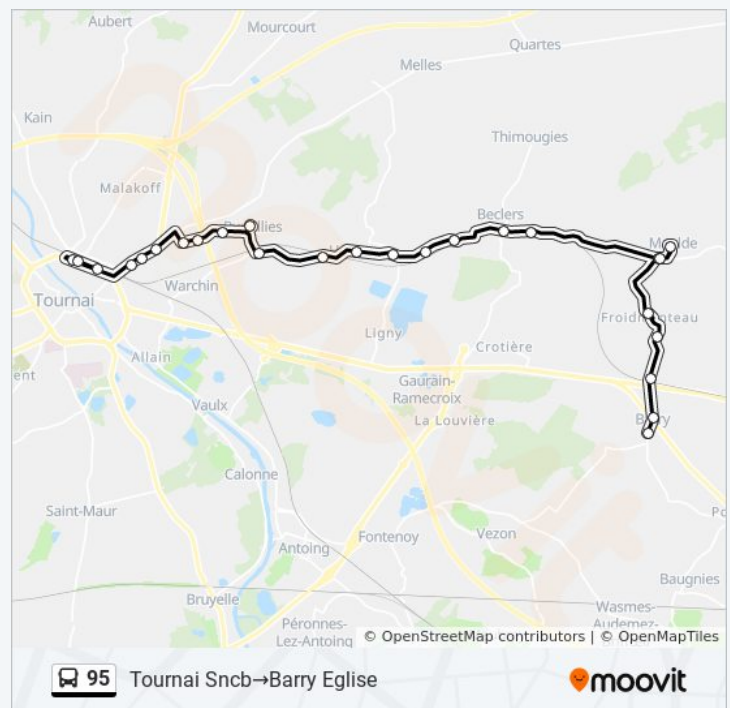 Aubert
Mourcourt
Quartes
Melles
Kain
Thimougies
Malakoff
Beclers
Tournai
Warchin
Ligny
Crotière
Allain
Gaurain-
Ramecroix
Vaulx
La Louvière
Calonne
Saint-Maur
Fontenoy
Vezon
Antoing
Baugnies
Bruyelle
Wasmes-
Audemez-
Péronnes-
Lez-Antoing
© OpenStreetMap contributors | © OpenMapTiles
95
Tournai Sncb→Barry Eglise
moovit